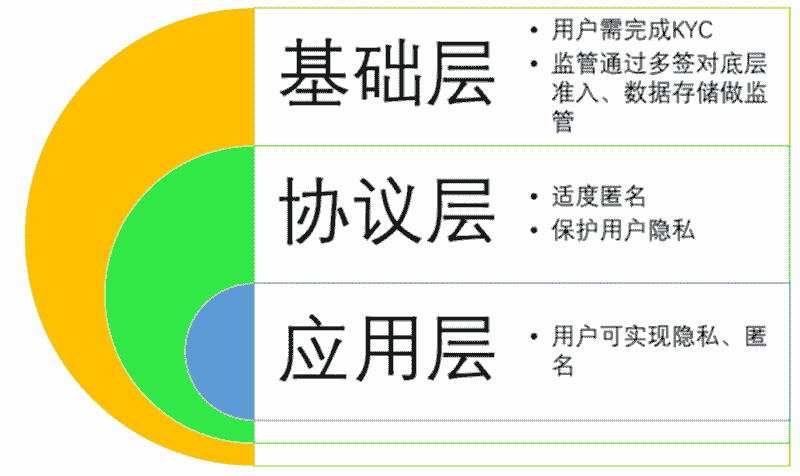 基础层
• 用户需完成KYC
• 监管通过多签对底层
准入、数据存储做监
管
协议层
• 适度匿名
• 保护用户隐私
应用层
• 用户可实现隐私、匿
名